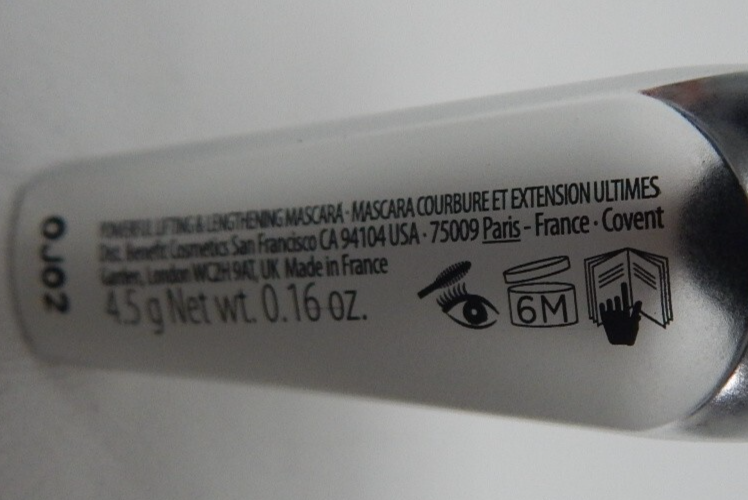 POWERFUL LIFTING & LENGTHENING MASCARA · MASCARA COURBURE ET EXTENSION ULTIMES
Dist. Benefit Cosmetics San Francisco CA 94104 USA · 75009 Paris - France · Covent
Garden, London WC2H 9AT, UK Made in France
4.5 g Net wt. 0.16 oz.
6M
0J02